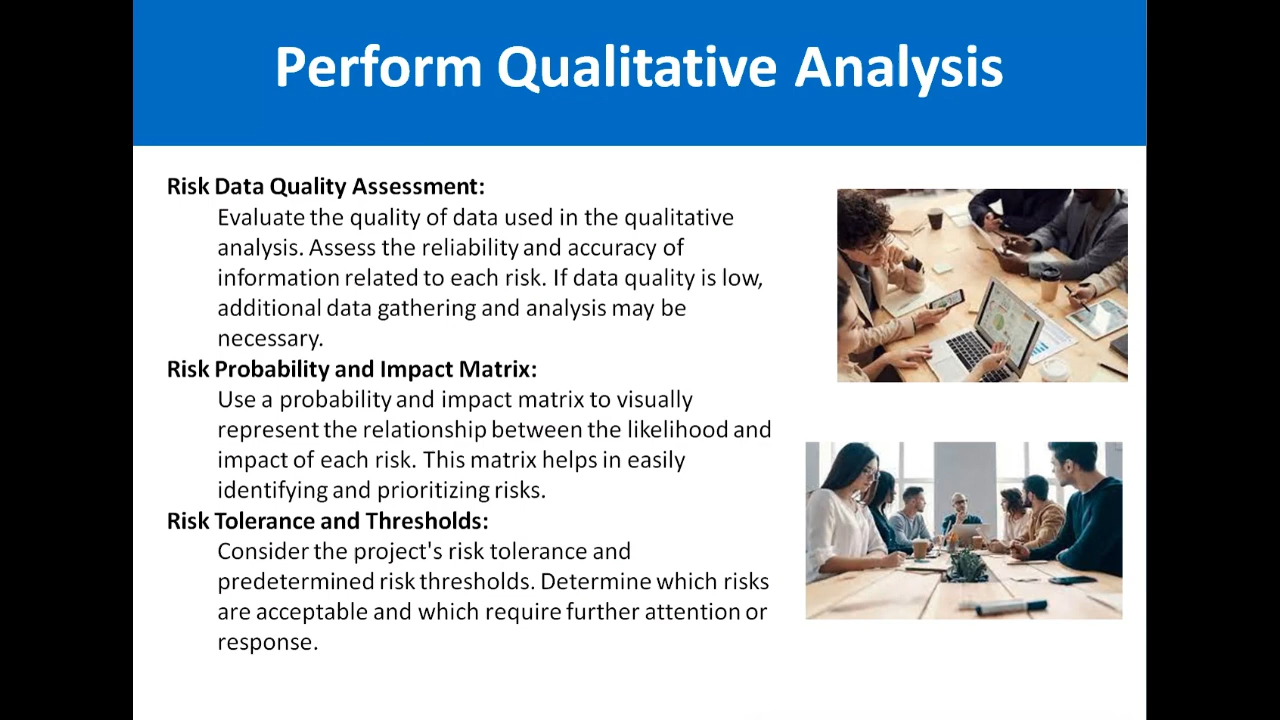 Perform Qualitative Analysis
Risk Data Quality Assessment:
Evaluate the quality of data used in the qualitative
analysis. Assess the reliability and accuracy of
information related to each risk. If data quality is low,
additional data gathering and analysis may be
necessary.
Risk Probability and Impact Matrix:
Use a probability and impact matrix to visually
represent the relationship between the likelihood and
impact of each risk. This matrix helps in easily
identifying and prioritizing risks.
Risk Tolerance and Thresholds:
Consider the project's risk tolerance and
predetermined risk thresholds. Determine which risks
are acceptable and which require further attention or
response.